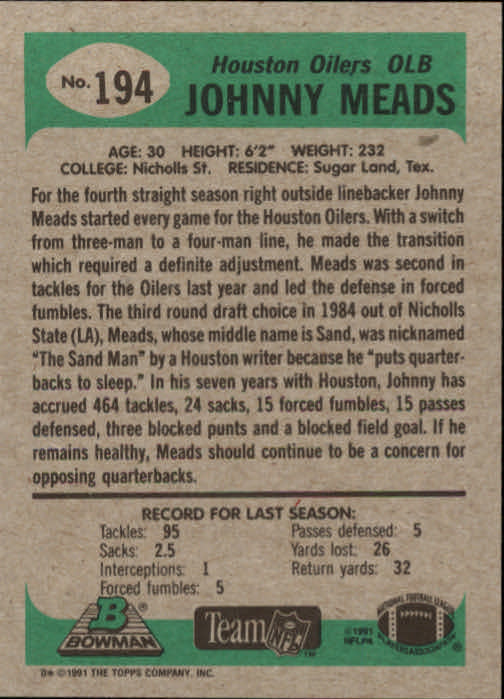 No. 194
Houston Oilers OLB
JOHNNY MEADS
AGE: 30 HEIGHT: 6'2" WEIGHT: 232
COLLEGE: Nicholls St. RESIDENCE: Sugar Land, Tex.
For the fourth straight season right outside linebacker Johnny
Meads started every game for the Houston Oilers. With a switch
from three-man to a four-man line, he made the transition
which required a definite adjustment. Meads was second in
tackles for the Oilers last year and led the defense in forced
fumbles. The third round draft choice in 1984 out of Nicholls
State (LA), Meads, whose middle name is Sand, was nicknamed
"The Sand Man" by a Houston writer because he "puts quarter-
backs to sleep." In his seven years with Houston, Johnny has
accrued 464 tackles, 24 sacks, 15 forced fumbles, 15 passes
defensed, three blocked punts and a blocked field goal. If he
remains healthy, Meads should continue to be a concern for
opposing quarterbacks.
RECORD FOR LAST SEASON:
Tackles: 95
Sacks: 2.5
Interceptions: 1
Forced fumbles: 5
Passes defensed: 5
Yards lost: 26
Return yards: 32
B®
BOWMAN
Team NFL™
©1991
NFLPA
NATIONAL FOOTBALL LEAGUE
PLAYERS ASSOCIATION
D* ©1991 THE TOPPS COMPANY, INC.